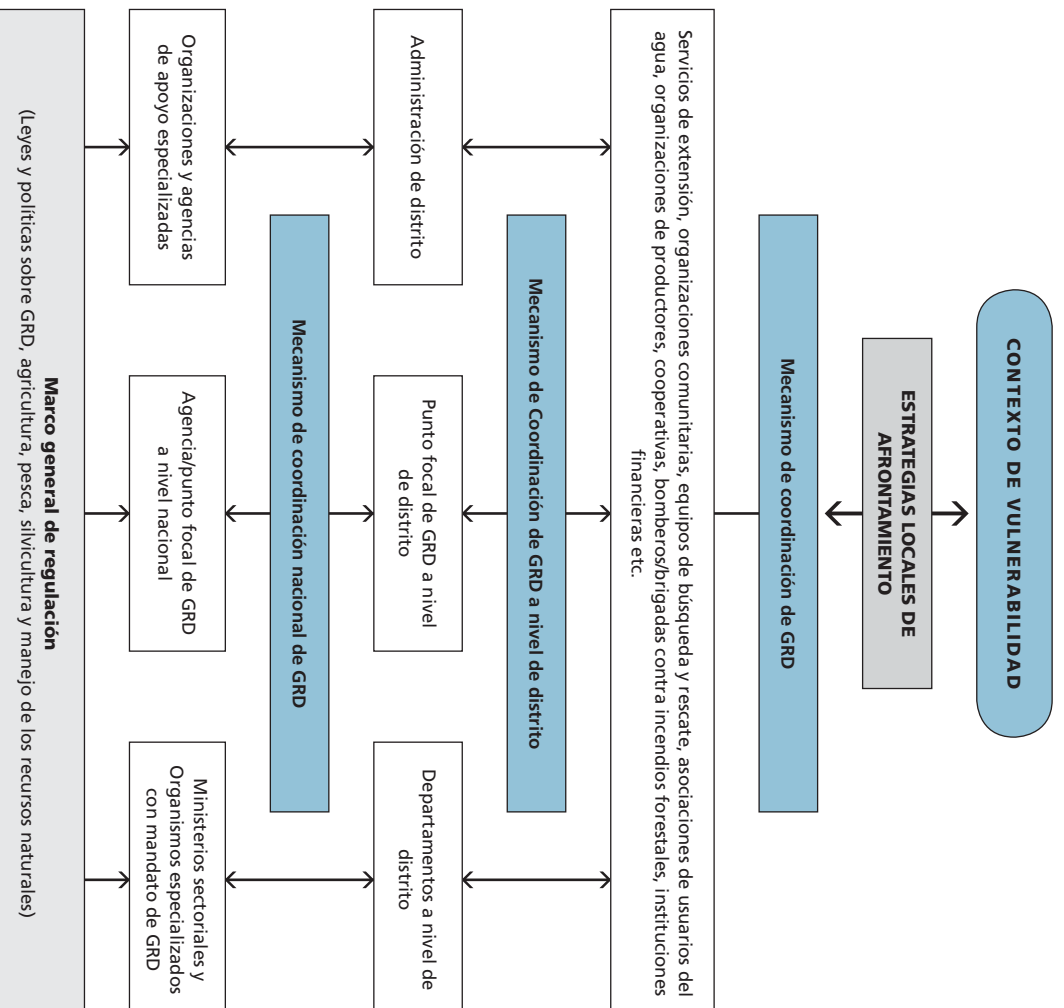 CONTEXTO DE VULNERABILIDAD
ESTRATEGIAS LOCALES DE
AFRONTAMIENTO
Mecanismo de coordinación de GRD
Servicios de extensión, organizaciones comunitarias, equipos de búsqueda y rescate, asociaciones de usuarios del
agua, organizaciones de productores, cooperativas, bomberos/brigadas contra incendios forestales, instituciones
financieras etc.
Mecanismo de Coordinación de GRD a nivel de distrito
Administración de distrito
Punto focal de GRD a nivel
de distrito
Departamentos a nivel de
distrito
Mecanismo de coordinación nacional de GRD
Organizaciones y agencias
de apoyo especializadas
Agencia/punto focal de GRD
a nivel nacional
Ministerios sectoriales y
Organismos especializados
con mandato de GRD
Marco general de regulación
(Leyes y políticas sobre GRD, agricultura, pesca, silvicultura y manejo de los recursos naturales)